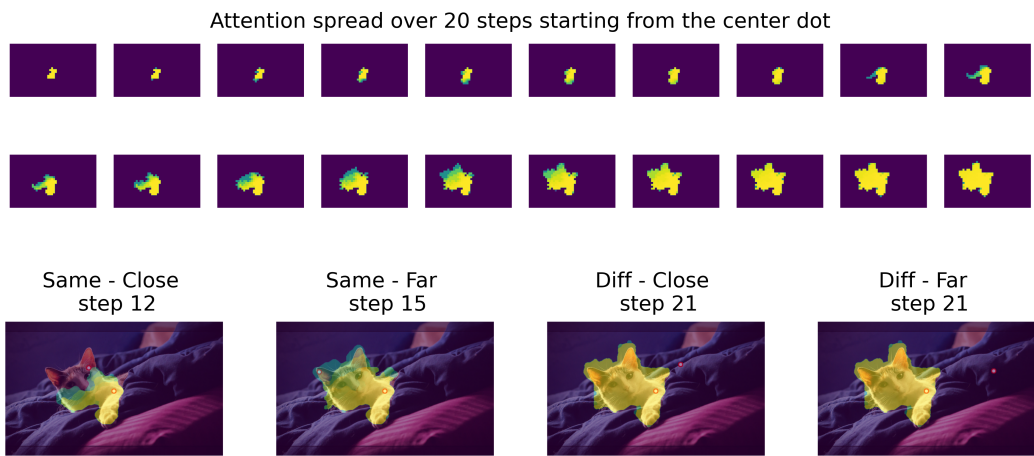 Attention spread over 20 steps starting from the center dot
Same - Close
step 12
Same - Far
step 15
Diff - Close
step 21
Diff - Far
step 21